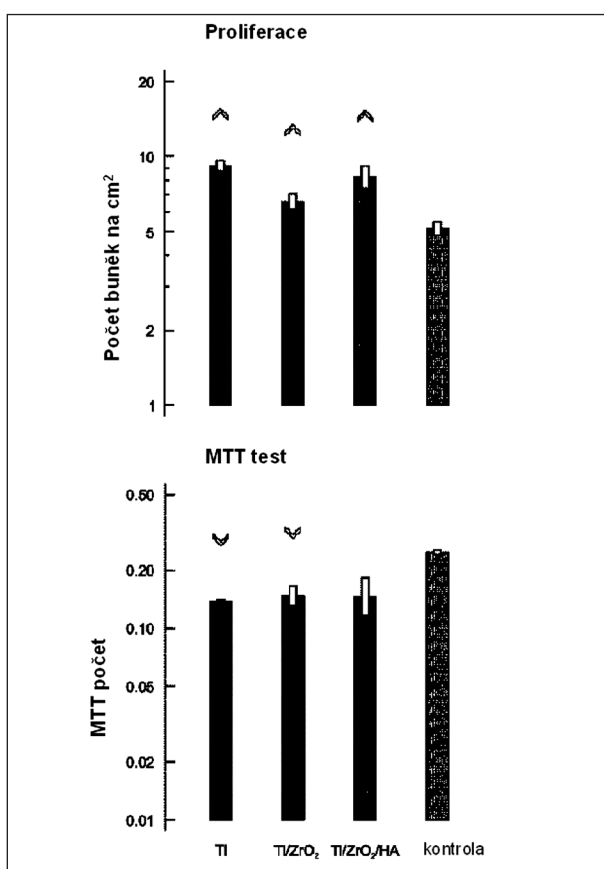 Proliferace
20
10
5
2
1
Počet buněk na cm²
MTT test
0.50
0.20
0.10
0.05
0.02
0.01
MTT počet
TI
TI/ZrO₂
TI/ZrO₂/HA
kontrola